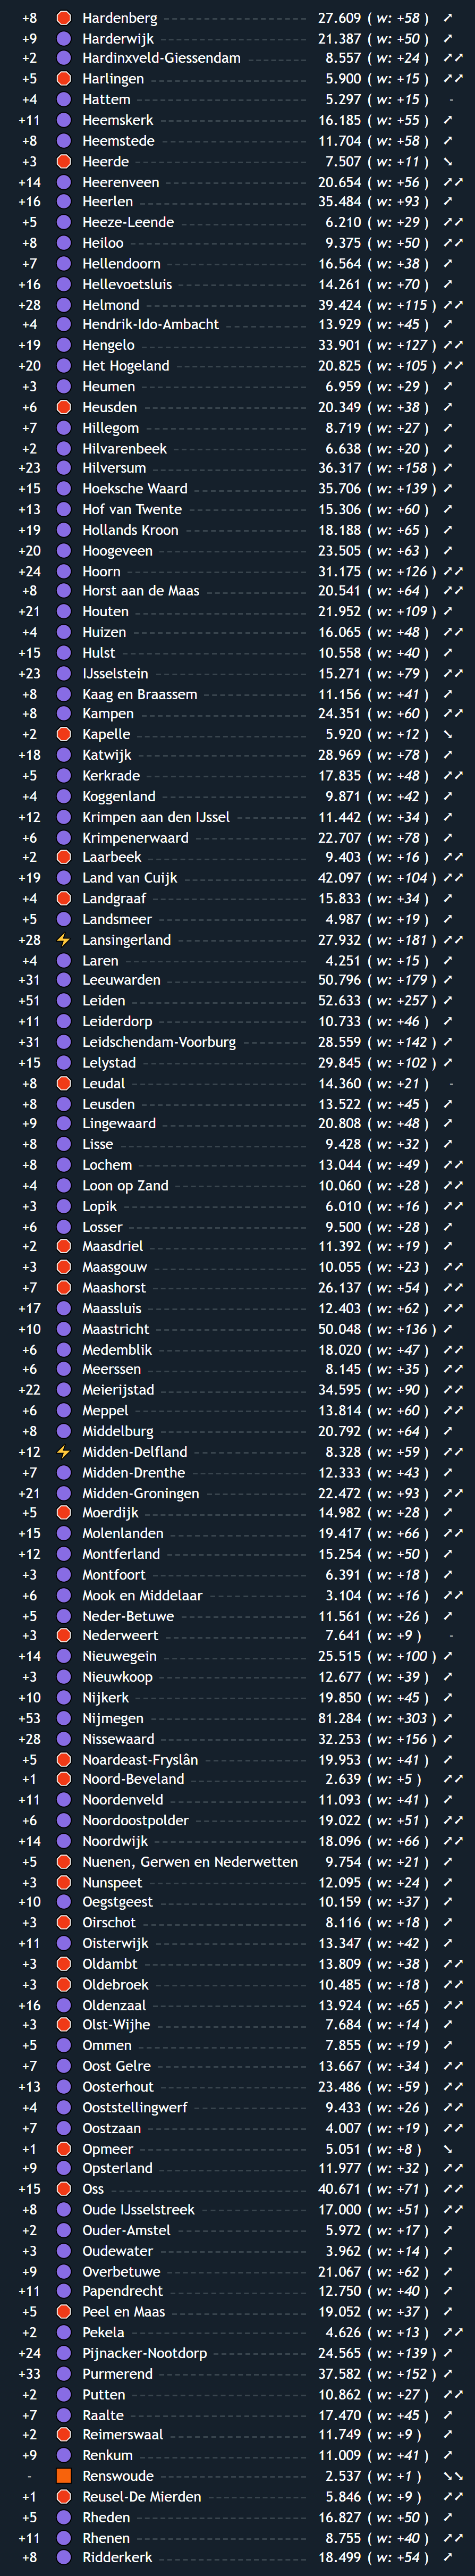 +8 Hardenberg 27.609 ( w: +58 ) ↗
+9 Harderwijk 21.387 ( w: +50 ) ↗
+2 Hardinxveld-Giessendam 8.557 ( w: +24 ) ↗↗
+5 Harlingen 5.900 ( w: +15 ) ↗↗
+4 Hattem 5.297 ( w: +15 ) -
+11 Heemskerk 16.185 ( w: +55 ) ↗
+8 Heemstede 11.704 ( w: +58 ) ↗
+3 Heerde 7.507 ( w: +11 ) ↘
+14 Heerenveen 20.654 ( w: +56 ) ↗↗
+16 Heerlen 35.484 ( w: +93 ) ↗
+5 Heeze-Leende 6.210 ( w: +29 ) ↗↗
+8 Heiloo 9.375 ( w: +50 ) ↗↗
+7 Hellendoorn 16.564 ( w: +38 ) ↗
+16 Hellevoetsluis 14.261 ( w: +70 ) ↗
+28 Helmond 39.424 ( w: +115 ) ↗↗
+4 Hendrik-Ido-Ambacht 13.929 ( w: +45 ) ↗
+19 Hengelo 33.901 ( w: +127 ) ↗↗
+20 Het Hogeland 20.825 ( w: +105 ) ↗↗
+3 Heumen 6.959 ( w: +29 ) ↗
+6 Heusden 20.349 ( w: +38 ) ↗
+7 Hillegom 8.719 ( w: +27 ) ↗
+2 Hilvarenbeek 6.638 ( w: +20 ) ↗
+23 Hilversum 36.317 ( w: +158 ) ↗
+15 Hoeksche Waard 35.706 ( w: +139 ) ↗
+13 Hof van Twente 15.306 ( w: +60 ) ↗
+19 Hollands Kroon 18.188 ( w: +65 ) ↗
+20 Hoogeveen 23.505 ( w: +63 ) ↗
+24 Hoorn 31.175 ( w: +126 ) ↗↗
+8 Horst aan de Maas 20.541 ( w: +64 ) ↗↗
+21 Houten 21.952 ( w: +109 ) ↗
+4 Huizen 16.065 ( w: +48 ) ↗↗
+15 Hulst 10.558 ( w: +40 ) ↗
+23 IJsselstein 15.271 ( w: +79 ) ↗↗
+8 Kaag en Braassem 11.156 ( w: +41 ) ↗
+8 Kampen 24.351 ( w: +60 ) ↗↗
+2 Kapelle 5.920 ( w: +12 ) ↘
+18 Katwijk 28.969 ( w: +78 ) ↗
+5 Kerkrade 17.835 ( w: +48 ) ↗↗
+4 Koggenland 9.871 ( w: +42 ) ↗
+12 Krimpen aan den IJssel 11.442 ( w: +34 ) ↗
+6 Krimpenerwaard 22.707 ( w: +78 ) ↗
+2 Laarbeek 9.403 ( w: +16 ) ↗↗
+19 Land van Cuijk 42.097 ( w: +104 ) ↗↗
+4 Landgraaf 15.833 ( w: +34 ) ↗
+5 Landsmeer 4.987 ( w: +19 ) ↗
+28 Lansingerland 27.932 ( w: +181 ) ↗↗
+4 Laren 4.251 ( w: +15 ) ↗
+31 Leeuwarden 50.796 ( w: +179 ) ↗
+51 Leiden 52.633 ( w: +257 ) ↗
+11 Leiderdorp 10.733 ( w: +46 ) ↗
+31 Leidschendam-Voorburg 28.559 ( w: +142 ) ↗
+15 Lelystad 29.845 ( w: +102 ) ↗
+8 Leudal 14.360 ( w: +21 ) -
+8 Leusden 13.522 ( w: +45 ) ↗
+9 Lingewaard 20.808 ( w: +48 ) ↗
+8 Lisse 9.428 ( w: +32 ) ↗
+8 Lochem 13.044 ( w: +49 ) ↗↗
+4 Loon op Zand 10.060 ( w: +28 ) ↗↗
+3 Lopik 6.010 ( w: +16 ) ↗↗
+6 Losser 9.500 ( w: +28 ) ↗
+2 Maasdriel 11.392 ( w: +19 ) ↗
+3 Maasgouw 10.055 ( w: +23 ) ↗↗
+7 Maashorst 26.137 ( w: +54 ) ↗↗
+17 Maassluis 12.403 ( w: +62 ) ↗↗
+10 Maastricht 50.048 ( w: +136 ) ↗
+6 Medemblik 18.020 ( w: +47 ) ↗↗
+6 Meerssen 8.145 ( w: +35 ) ↗↗
+22 Meierijstad 34.595 ( w: +90 ) ↗↗
+6 Meppel 13.814 ( w: +60 ) ↗↗
+8 Middelburg 20.792 ( w: +64 ) ↗
+12 Midden-Delfland 8.328 ( w: +59 ) ↗↗
+7 Midden-Drenthe 12.333 ( w: +43 ) ↗
+21 Midden-Groningen 22.472 ( w: +93 ) ↗↗
+5 Moerdijk 14.982 ( w: +28 ) ↗
+15 Molenlanden 19.417 ( w: +66 ) ↗↗
+12 Montferland 15.254 ( w: +50 ) ↗
+3 Montfoort 6.391 ( w: +18 ) ↗
+6 Mook en Middelaar 3.104 ( w: +16 ) ↗↗
+5 Neder-Betuwe 11.561 ( w: +26 ) ↗
+3 Nederweert 7.641 ( w: +9 ) -
+14 Nieuwegein 25.515 ( w: +100 ) ↗
+3 Nieuwkoop 12.677 ( w: +39 ) ↗
+10 Nijkerk 19.850 ( w: +45 ) ↗
+53 Nijmegen 81.284 ( w: +303 ) ↗
+28 Nissewaard 32.253 ( w: +156 ) ↗
+5 Noardeast-Fryslân 19.953 ( w: +41 ) ↗
+1 Noord-Beveland 2.639 ( w: +5 ) ↗↗
+11 Noordenveld 11.093 ( w: +41 ) ↗
+6 Noordoostpolder 19.022 ( w: +51 ) ↗↗
+14 Noordwijk 18.096 ( w: +66 ) ↗↗
+5 Nuenen, Gerwen en Nederwetten 9.754 ( w: +21 ) ↗
+3 Nunspeet 12.095 ( w: +24 ) ↗
+10 Oegstgeest 10.159 ( w: +37 ) ↗
+3 Oirschot 8.116 ( w: +18 ) ↗
+11 Oisterwijk 13.347 ( w: +42 ) ↗
+3 Oldambt 13.809 ( w: +38 ) ↗↗
+3 Oldebroek 10.485 ( w: +18 ) ↗↗
+16 Oldenzaal 13.924 ( w: +65 ) ↗↗
+3 Olst-Wijhe 7.684 ( w: +14 ) ↗
+5 Ommen 7.855 ( w: +19 ) ↗
+7 Oost Gelre 13.667 ( w: +34 ) ↗↗
+13 Oosterhout 23.486 ( w: +59 ) ↗↗
+4 Ooststellingwerf 9.433 ( w: +26 ) ↗↗
+7 Oostzaan 4.007 ( w: +19 ) ↗↗
+1 Opmeer 5.051 ( w: +8 ) ↘
+9 Opsterland 11.977 ( w: +32 ) ↗↗
+15 Oss 40.671 ( w: +71 ) ↗↗
+8 Oude IJsselstreek 17.000 ( w: +51 ) ↗↗
+2 Ouder-Amstel 5.972 ( w: +17 ) ↗
+3 Oudewater 3.962 ( w: +14 ) ↗
+9 Overbetuwe 21.067 ( w: +62 ) ↗
+11 Papendrecht 12.750 ( w: +40 ) ↗
+5 Peel en Maas 19.052 ( w: +37 ) ↗
+2 Pekela 4.626 ( w: +13 ) ↗↗
+24 Pijnacker-Nootdorp 24.565 ( w: +139 ) ↗
+33 Purmerend 37.582 ( w: +152 ) ↗
+2 Putten 10.862 ( w: +27 ) ↗↗
+7 Raalte 17.470 ( w: +45 ) ↗
+2 Reimerswaal 11.749 ( w: +9 ) ↗
+9 Renkum 11.009 ( w: +41 ) ↗
- Renswoude 2.537 ( w: +1 ) ↘↘
+1 Reusel-De Mierden 5.846 ( w: +9 ) ↗↗
+5 Rheden 16.827 ( w: +50 ) ↗
+11 Rhenen 8.755 ( w: +40 ) ↗↗
+8 Ridderkerk 18.499 ( w: +54 ) ↗